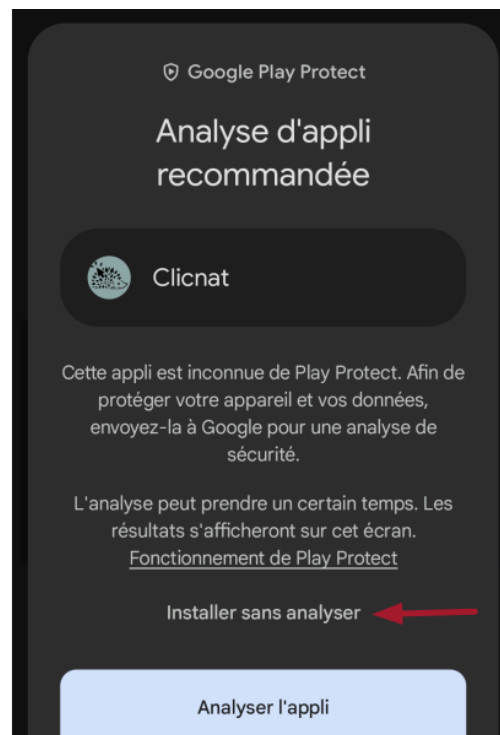 Google Play Protect
Analyse d'appli
recommandée
Clicnat
Cette appli est inconnue de Play Protect. Afin de
protéger votre appareil et vos données,
envoyez-la à Google pour une analyse de
sécurité.
L'analyse peut prendre un certain temps. Les
résultats s'afficheront sur cet écran.
Fonctionnement de Play Protect
Installer sans analyser
Analyser l'appli